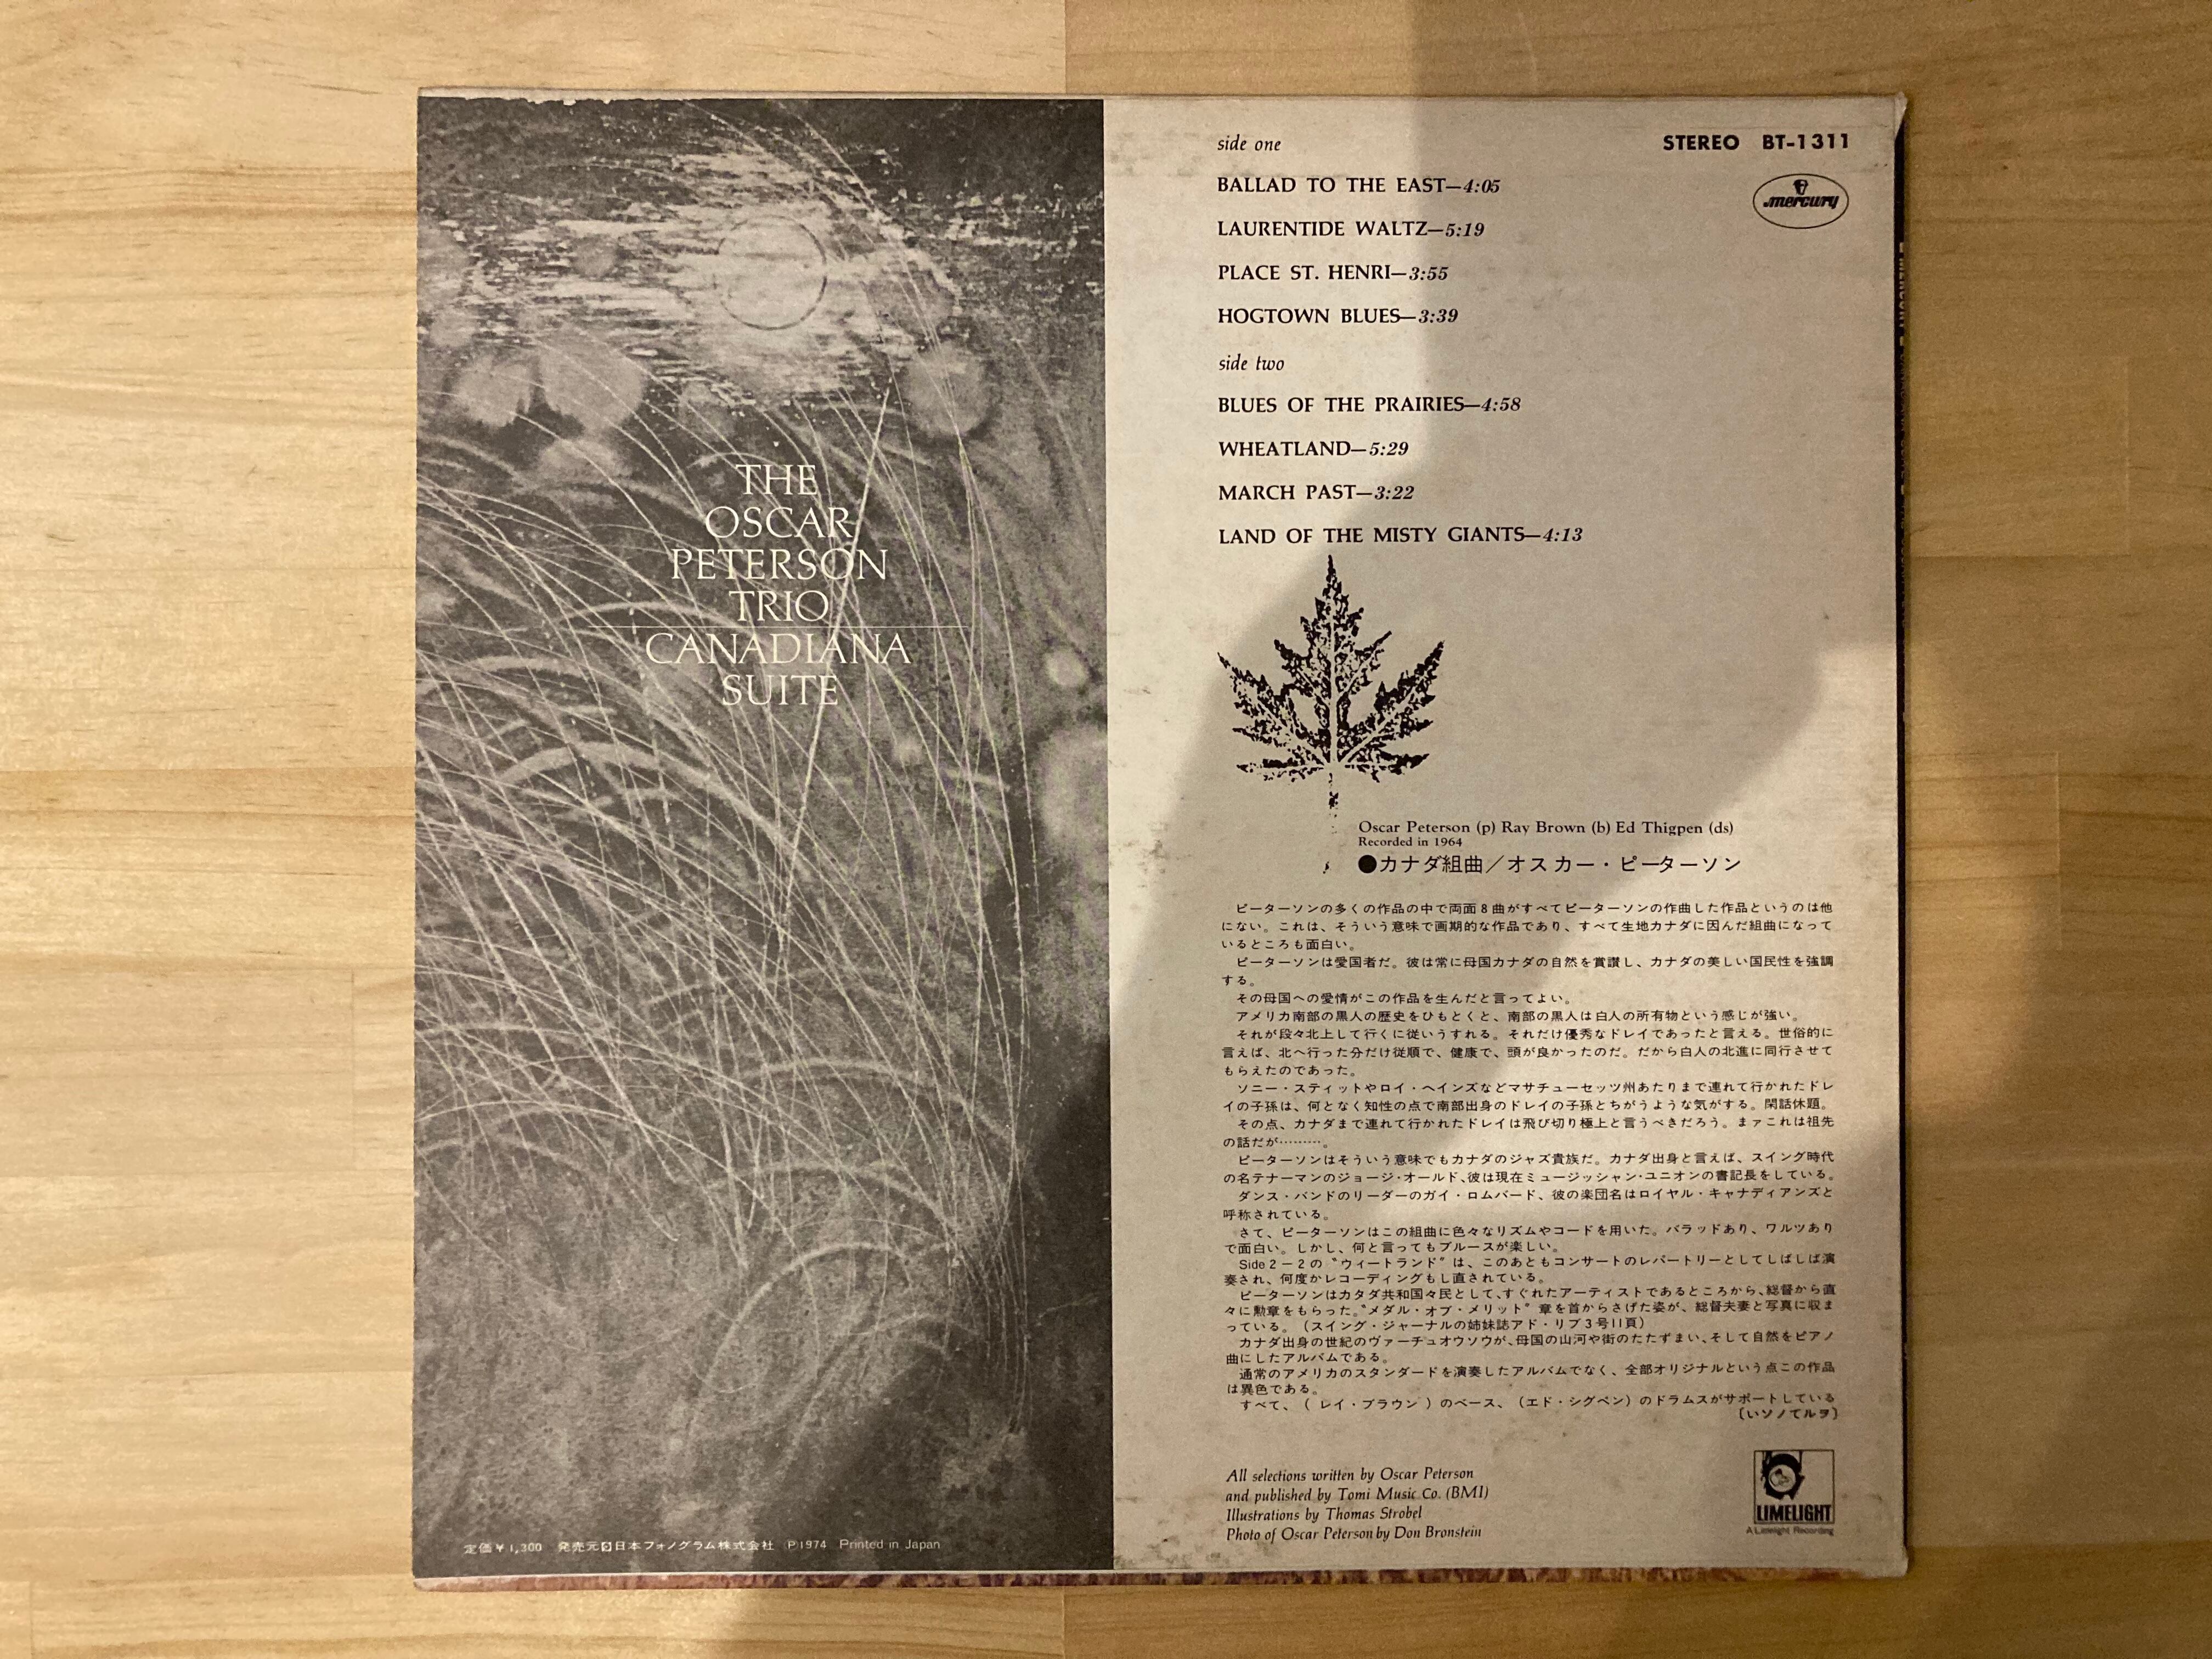 THE
OSCAR
PETERSON
TRIO
CANADIANA
SUITE
定価¥1,300 発売元 日本フォノグラム株式会社 Ⓟ1974 Printed in Japan
side one
STEREO BT-1311
BALLAD TO THE EAST—4:05
mercury
LAURENTIDE WALTZ—5:19
PLACE ST. HENRI—3:55
HOGTOWN BLUES—3:39
side two
BLUES OF THE PRAIRIES—4:58
WHEATLAND—5:29
MARCH PAST—3:22
LAND OF THE MISTY GIANTS—4:13
Oscar Peterson (p) Ray Brown (b) Ed Thigpen (ds)
Recorded in 1964
●カナダ組曲／オスカー・ピーターソン
ピーターソンの多くの作品の中で両面8曲がすべてピーターソンの作曲した作品というのは他
にない。これは、そういう意味で画期的な作品であり、すべて生地カナダに因んだ組曲になって
いるところも面白い。
ピーターソンは愛国者だ。彼は常に母国カナダの自然を賞讃し、カナダの美しい国民性を強調
する。
その母国への愛情がこの作品を生んだと言ってよい。
アメリカ南部の黒人の歴史をひもとくと、南部の黒人は白人の所有物という感じが強い。
それが段々北上して行くに従いうすれる。それだけ優秀なドレイであったと言える。世俗的に
言えば、北へ行った分だけ従順で、健康で、頭が良かったのだ。だから白人の北進に同行させて
もらえたのであった。
ソニー・スティットやロイ・ヘインズなどマサチューセッツ州あたりまで連れて行かれたドレ
イの子孫は、何となく知性の点で南部出身のドレイの子孫とちがうような気がする。閑話休題。
その点、カナダまで連れて行かれたドレイは飛び切り極上と言うべきだろう。まァこれは祖先
の話だが………。
ピーターソンはそういう意味でもカナダのジャズ貴族だ。カナダ出身と言えば、スイング時代
の名テナーマンのジョージ・オールド、彼は現在ミュージッシャン・ユニオンの書記長をしている。
ダンス・バンドのリーダーのガイ・ロムバード、彼の楽団名はロイヤル・キャナディアンズと
呼称されている。
さて、ピーターソンはこの組曲に色々なリズムやコードを用いた。バラッドあり、ワルツあり
で面白い。しかし、何と言ってもブルースが楽しい。
Side2－2の〝ウィートランド〞は、このあともコンサートのレパートリーとしてしばしば演
奏され、何度かレコーディングもし直されている。
ピーターソンはカタダ共和国々民として、すぐれたアーティストであるところから、総督から直
々に勲章をもらった。〝メダル・オブ・メリット〞章を首からさげた姿が、総督夫妻と写真に収ま
っている。（スイング・ジャーナルの姉妹誌アド・リブ3号11頁）
カナダ出身の世紀のヴァーチュオウソウが、母国の山河や街のたたずまい、そして自然をピアノ
曲にしたアルバムである。
通常のアメリカのスタンダードを演奏したアルバムでなく、全部オリジナルという点この作品
は異色である。
すべて、（レイ・ブラウン）のベース、（エド・シグペン）のドラムスがサポートしている
〔いソノてルヲ〕
All selections written by Oscar Peterson
and published by Tomi Music Co. (BMI)
Illustrations by Thomas Strobel
Photo of Oscar Peterson by Don Bronstein
LIMELIGHT
A Limelight Recording